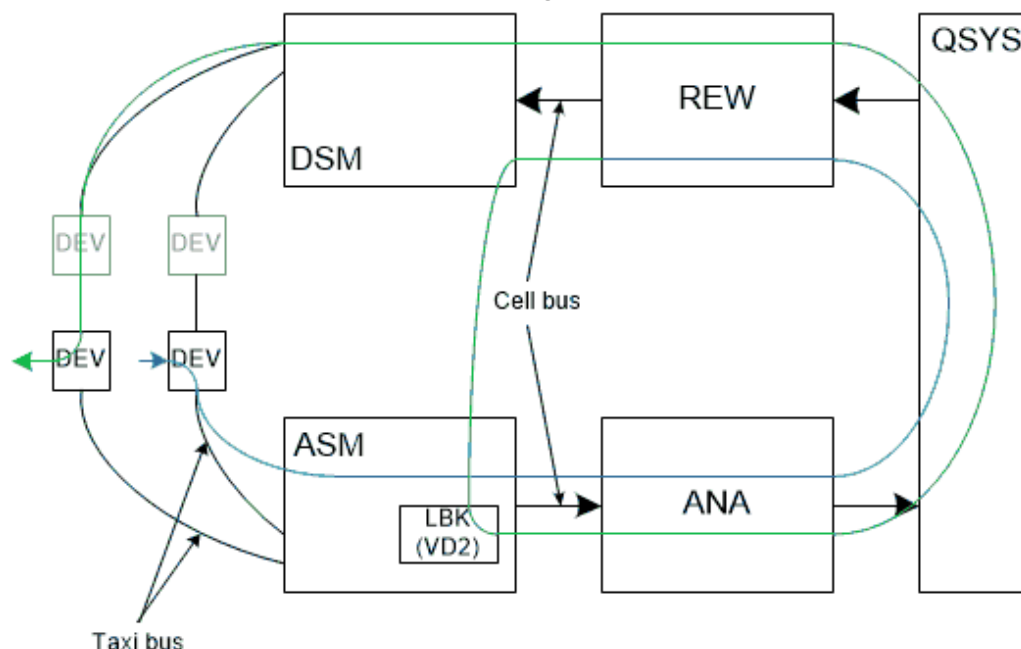 QSYS
REW
DSM
DEV
DEV
Cell bus
DEV
DEV
ASM
ANA
LBK
(VD2)
Taxi bus